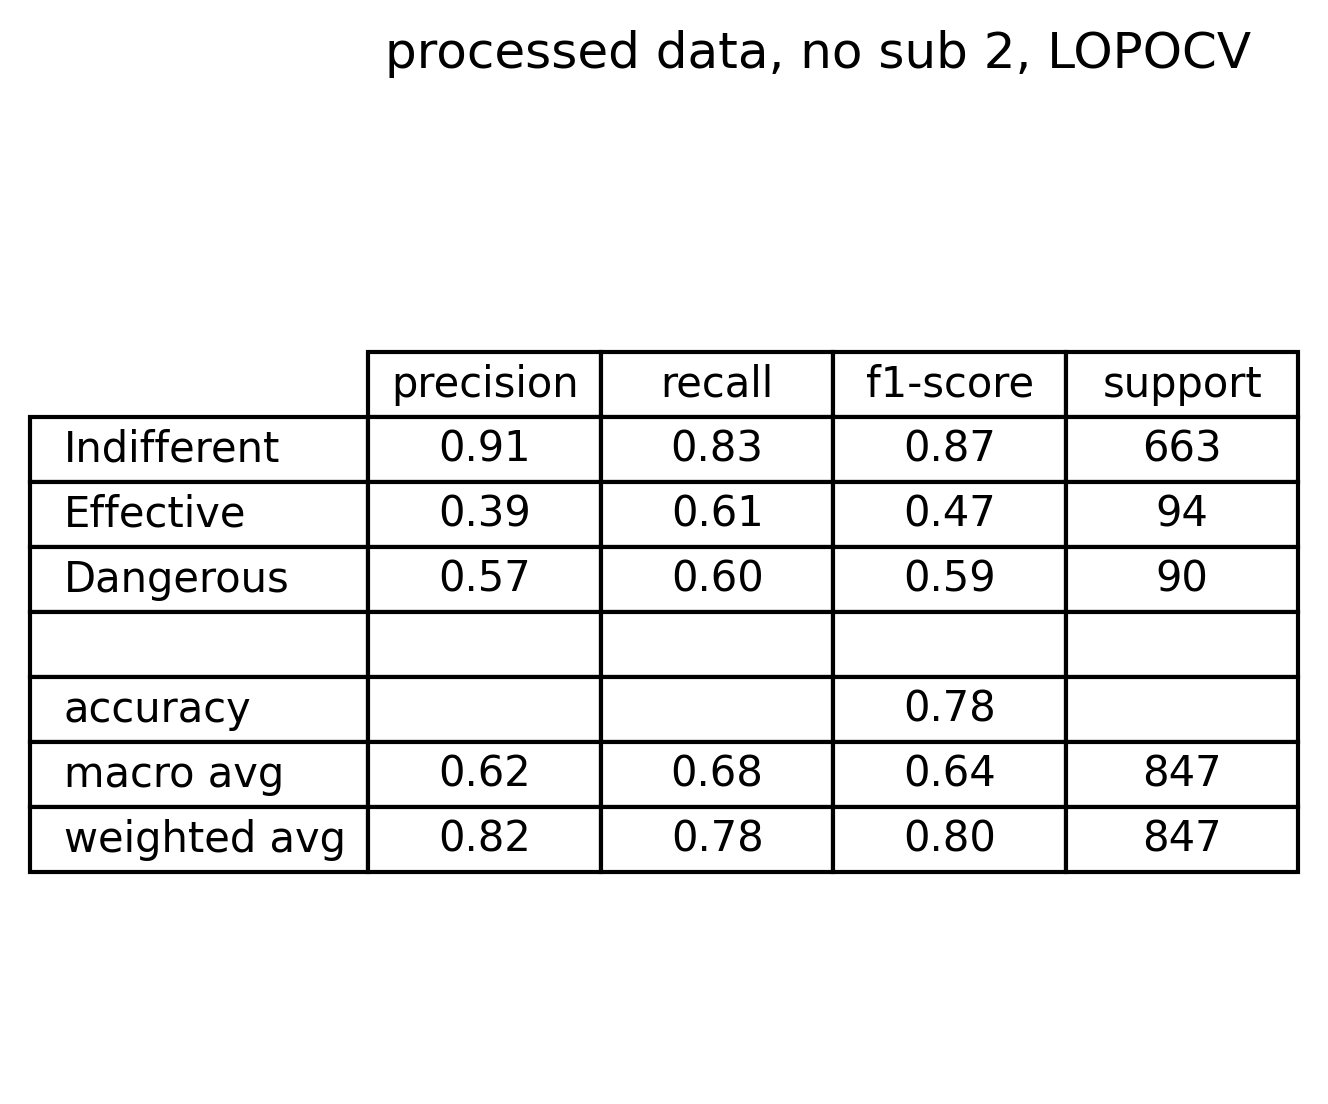 processed data, no sub 2, LOPOCV
precision recall f1-score support
Indifferent 0.91 0.83 0.87 663
Effective 0.39 0.61 0.47 94
Dangerous 0.57 0.60 0.59 90
accuracy 0.78
macro avg 0.62 0.68 0.64 847
weighted avg 0.82 0.78 0.80 847